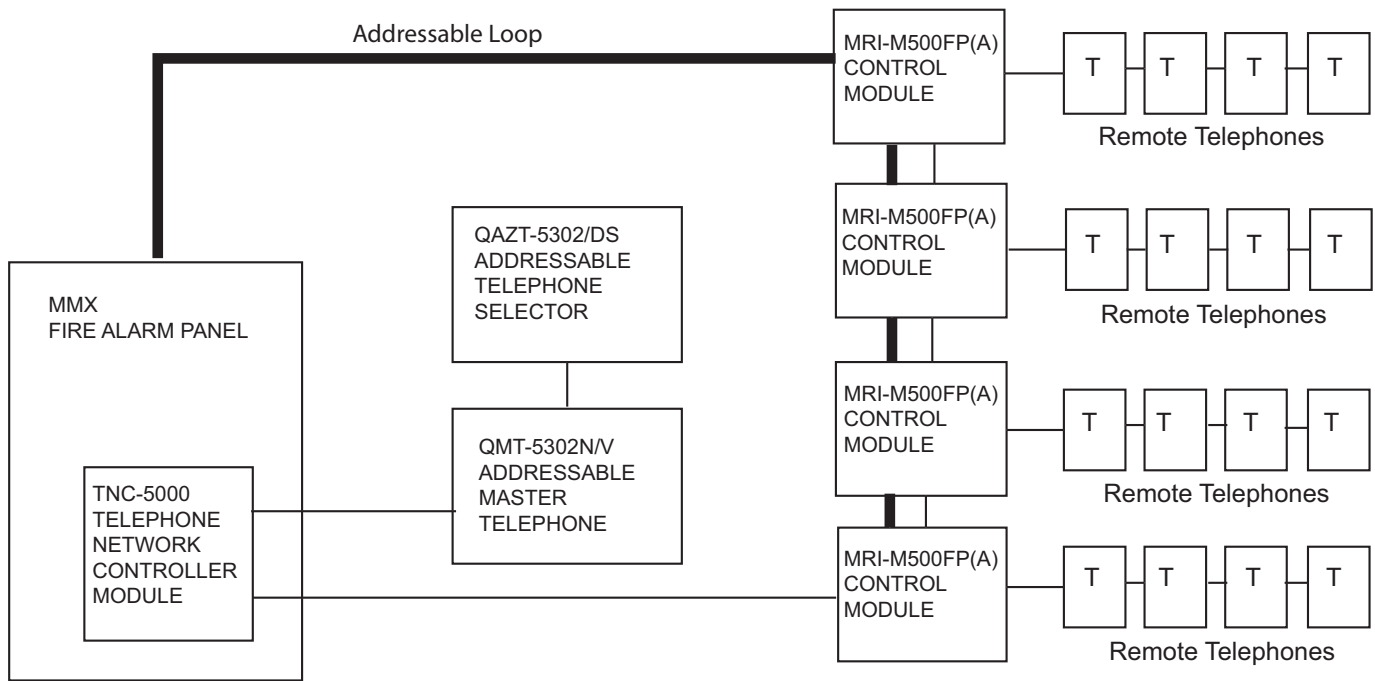 Addressable Loop
MRI-M500FP(A)
CONTROL
MODULE
T T T T
Remote Telephones
MRI-M500FP(A)
CONTROL
MODULE
T T T T
Remote Telephones
QAZT-5302/DS
ADDRESSABLE
TELEPHONE
SELECTOR
MMX
FIRE ALARM PANEL
MRI-M500FP(A)
CONTROL
MODULE
T T T T
Remote Telephones
QMT-5302N/V
ADDRESSABLE
MASTER
TELEPHONE
TNC-5000
TELEPHONE
NETWORK
CONTROLLER
MODULE
MRI-M500FP(A)
CONTROL
MODULE
T T T T
Remote Telephones